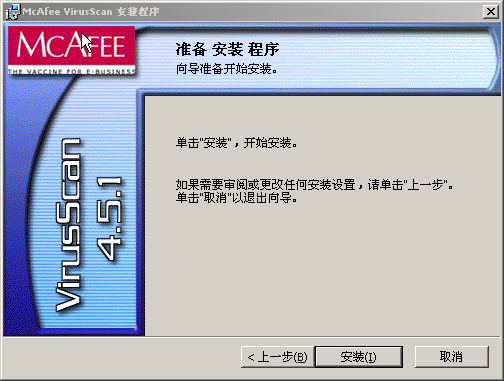 McAfee VirusScan 安装程序
McAFEE
THE VACCINE FOR E-BUSINESS
准备 安装 程序
向导准备开始安装。
VirusScan
4.5.1
单击"安装"，开始安装。
如果需要审阅或更改任何安装设置，请单击"上一步"。
单击"取消"以退出向导。
< 上一步(B)
安装(I)
取消